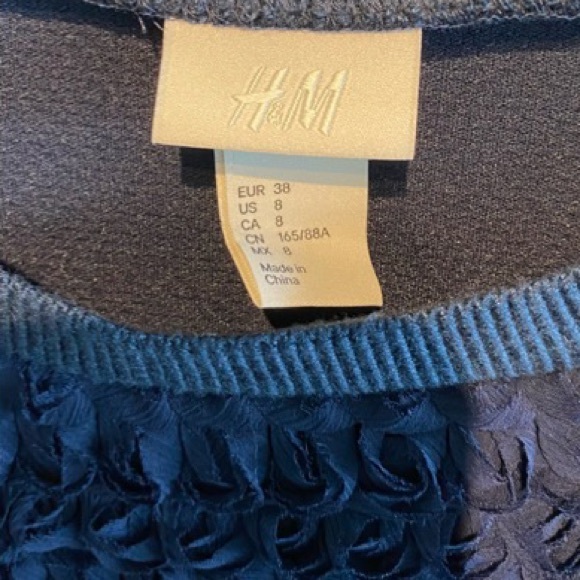 H&M
EUR 38
US 8
CA 8
CN 165/88A
MX 8
Made in
China